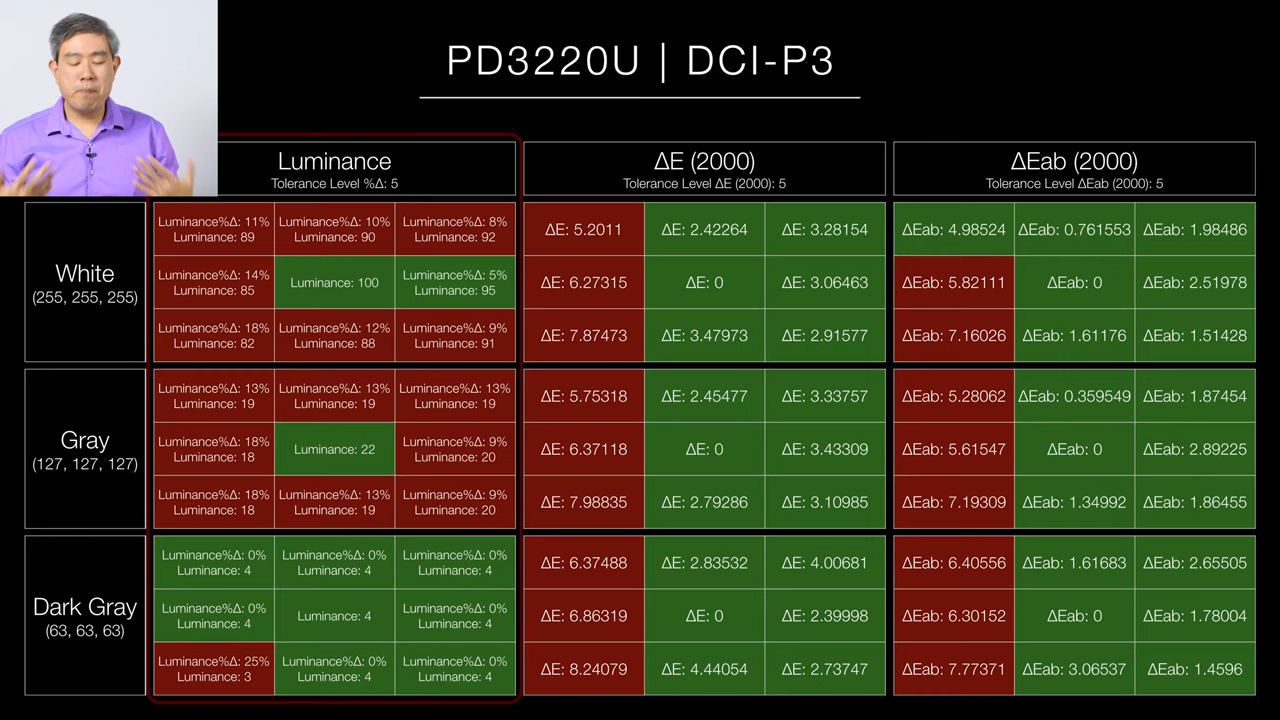 PD3220U | DCI-P3
Luminance
Tolerance Level %Δ: 5
ΔE (2000)
Tolerance Level ΔE (2000): 5
ΔEab (2000)
Tolerance Level ΔEab (2000): 5
White
(255, 255, 255)
Luminance%Δ: 11%
Luminance: 89
Luminance%Δ: 10%
Luminance: 90
Luminance%Δ: 8%
Luminance: 92
ΔE: 5.2011
ΔE: 2.42264
ΔE: 3.28154
ΔEab: 4.98524
ΔEab: 0.761553
ΔEab: 1.98486
Luminance%Δ: 14%
Luminance: 85
Luminance: 100
Luminance%Δ: 5%
Luminance: 95
ΔE: 6.27315
ΔE: 0
ΔE: 3.06463
ΔEab: 5.82111
ΔEab: 0
ΔEab: 2.51978
Luminance%Δ: 18%
Luminance: 82
Luminance%Δ: 12%
Luminance: 88
Luminance%Δ: 9%
Luminance: 91
ΔE: 7.87473
ΔE: 3.47973
ΔE: 2.91577
ΔEab: 7.16026
ΔEab: 1.61176
ΔEab: 1.51428
Gray
(127, 127, 127)
Luminance%Δ: 13%
Luminance: 19
Luminance%Δ: 13%
Luminance: 19
Luminance%Δ: 13%
Luminance: 19
ΔE: 5.75318
ΔE: 2.45477
ΔE: 3.33757
ΔEab: 5.28062
ΔEab: 0.359549
ΔEab: 1.87454
Luminance%Δ: 18%
Luminance: 18
Luminance: 22
Luminance%Δ: 9%
Luminance: 20
ΔE: 6.37118
ΔE: 0
ΔE: 3.43309
ΔEab: 5.61547
ΔEab: 0
ΔEab: 2.89225
Luminance%Δ: 18%
Luminance: 18
Luminance%Δ: 13%
Luminance: 19
Luminance%Δ: 9%
Luminance: 20
ΔE: 7.98835
ΔE: 2.79286
ΔE: 3.10985
ΔEab: 7.19309
ΔEab: 1.34992
ΔEab: 1.86455
Dark Gray
(63, 63, 63)
Luminance%Δ: 0%
Luminance: 4
Luminance%Δ: 0%
Luminance: 4
Luminance%Δ: 0%
Luminance: 4
ΔE: 6.37488
ΔE: 2.83532
ΔE: 4.00681
ΔEab: 6.40556
ΔEab: 1.61683
ΔEab: 2.65505
Luminance%Δ: 0%
Luminance: 4
Luminance: 4
Luminance%Δ: 0%
Luminance: 4
ΔE: 6.86319
ΔE: 0
ΔE: 2.39998
ΔEab: 6.30152
ΔEab: 0
ΔEab: 1.78004
Luminance%Δ: 25%
Luminance: 3
Luminance%Δ: 0%
Luminance: 4
Luminance%Δ: 0%
Luminance: 4
ΔE: 8.24079
ΔE: 4.44054
ΔE: 2.73747
ΔEab: 7.77371
ΔEab: 3.06537
ΔEab: 1.4596